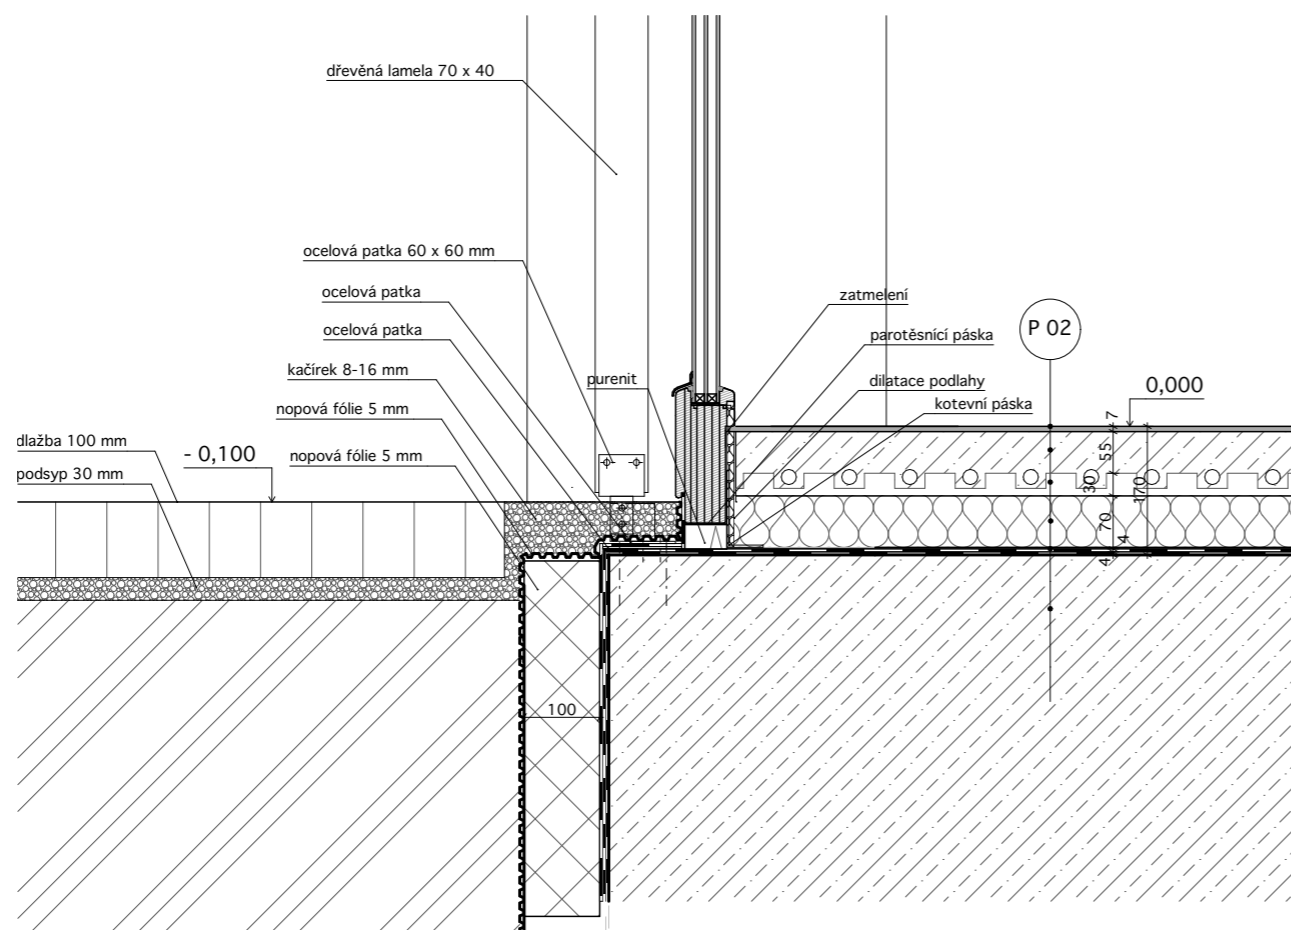 dřevěná lamela 70 x 40
ocelová patka 60 x 60 mm
ocelová patka
ocelová patka
kačírek 8-16 mm
nopová fólie 5 mm
nopová fólie 5 mm
dlažba 100 mm
podsyp 30 mm
- 0,100
purenit
zatmelení
parotěsnící páska
dilatace podlahy
kotevní páska
P 02
0,000
7
55
30
170
70
4
4
100